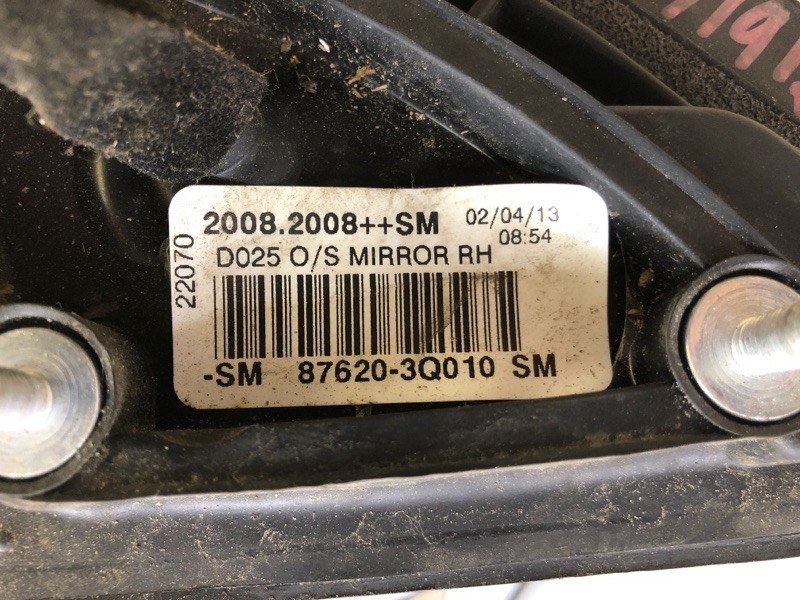 2008.2008++SM 02/04/13
08:54
D025 O/S MIRROR RH
22070
-SM 87620-3Q010 SM